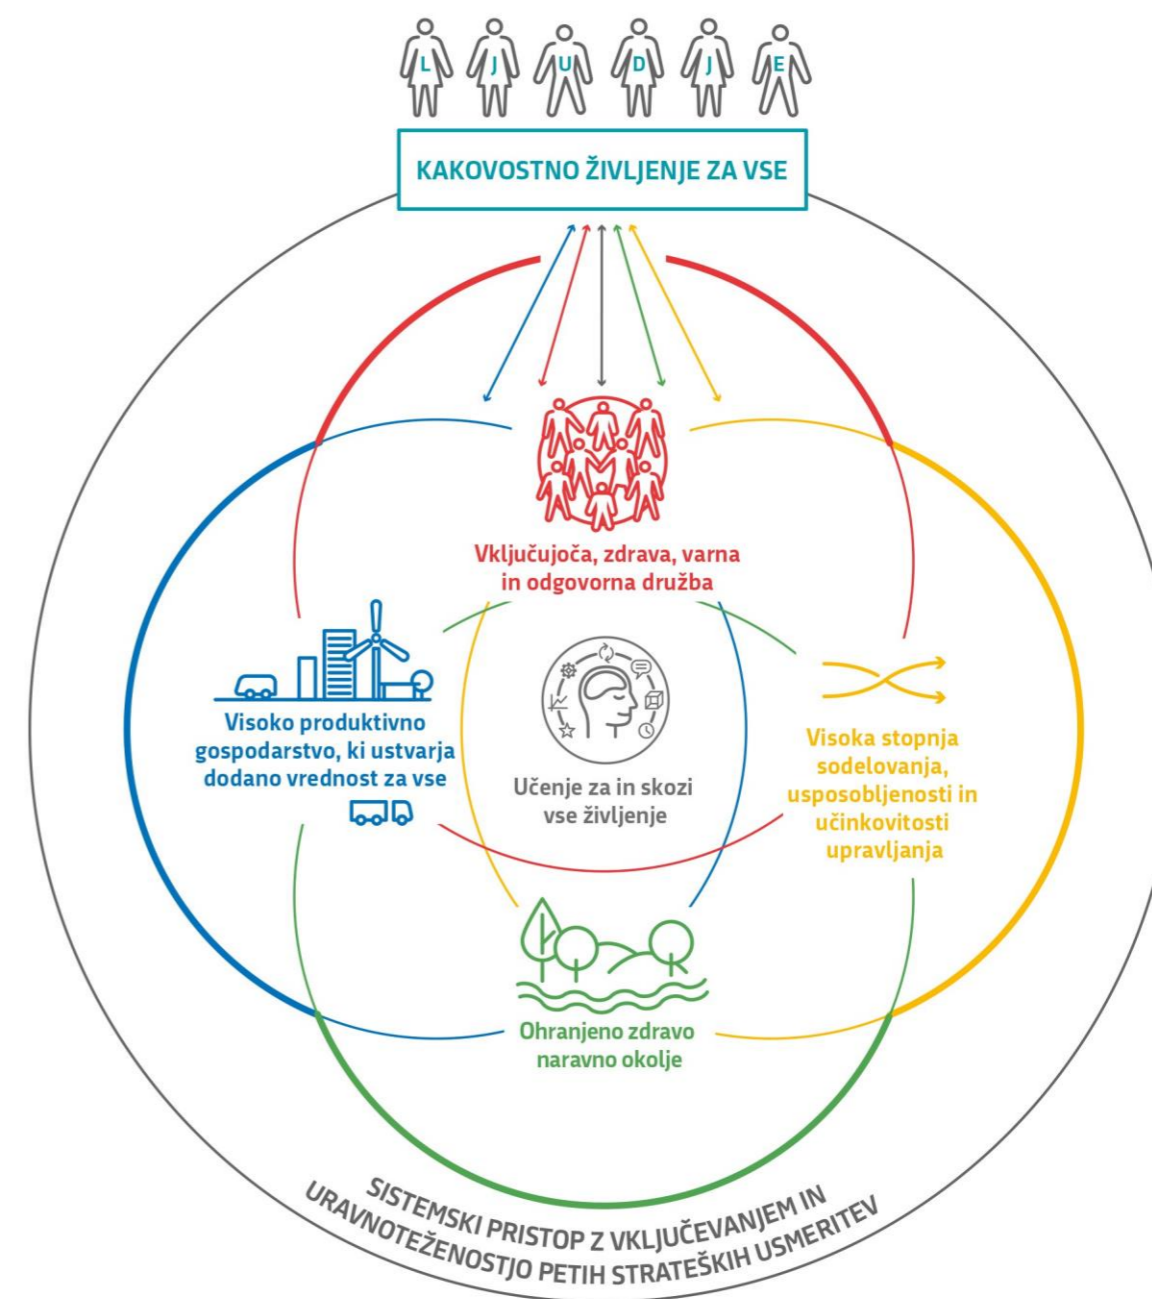 L J U D J E
KAKOVOSTNO ŽIVLJENJE ZA VSE
Vključujoča, zdrava, varna
in odgovorna družba
Visoko produktivno
gospodarstvo, ki ustvarja
dodano vrednost za vse
Učenje za in skozi
vse življenje
Visoka stopnja
sodelovanja,
usposobljenosti in
učinkovitosti
upravljanja
Ohranjeno zdravo
naravno okolje
SISTEMSKI PRISTOP Z VKLJUČEVANJEM IN
URAVNOTEŽENOSTJO PETIH STRATEŠKIH USMERITEV